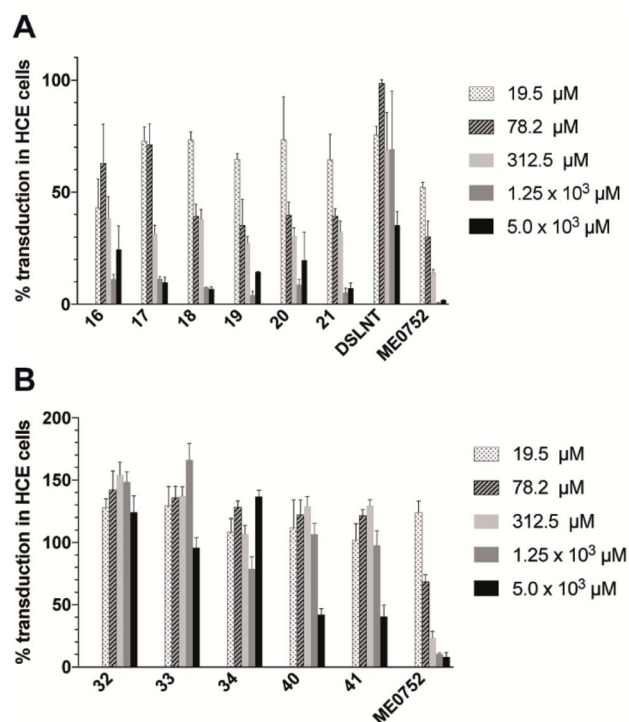 A
% transduction in HCE cells
100
50
0
16
17
18
19
20
21
DSLNT
ME0752
19.5 µM
78.2 µM
312.5 µM
1.25 x 10³ µM
5.0 x 10³ µM
B
% transduction in HCE cells
200
150
100
50
0
32
33
34
40
41
ME0752
19.5 µM
78.2 µM
312.5 µM
1.25 x 10³ µM
5.0 x 10³ µM